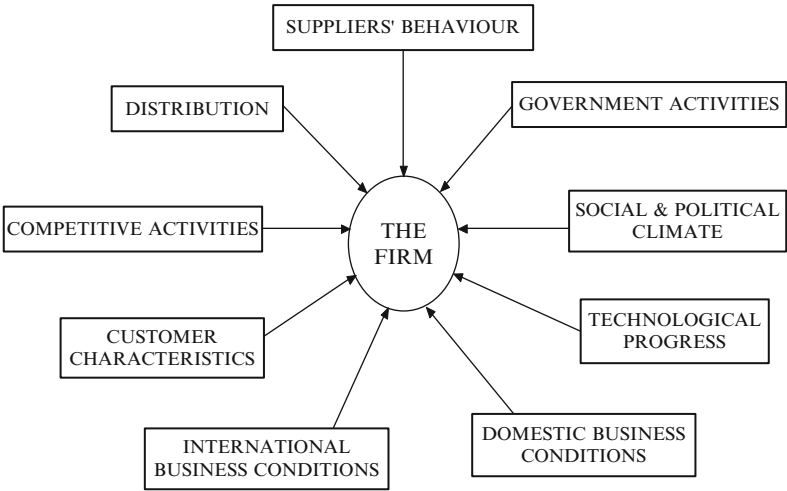 SUPPLIERS' BEHAVIOUR
DISTRIBUTION
GOVERNMENT ACTIVITIES
COMPETITIVE ACTIVITIES
THE
FIRM
SOCIAL & POLITICAL
CLIMATE
CUSTOMER
CHARACTERISTICS
TECHNOLOGICAL
PROGRESS
INTERNATIONAL
BUSINESS CONDITIONS
DOMESTIC BUSINESS
CONDITIONS